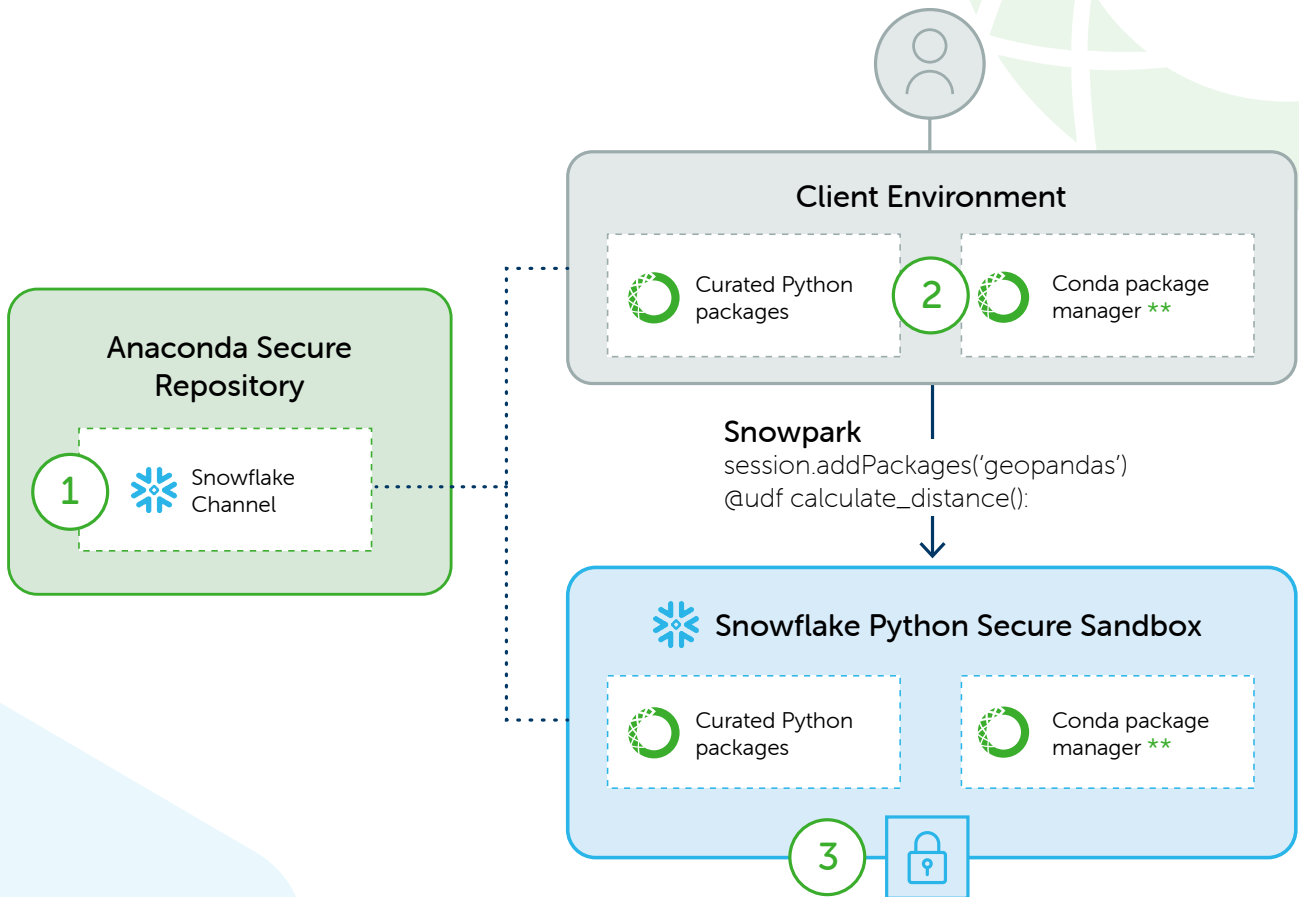 Client Environment
Curated Python
packages
2
Conda package
manager **
Anaconda Secure
Repository
1
Snowflake
Channel
Snowpark
session.addPackages(‘geopandas’)
@udf calculate_distance():
Snowflake Python Secure Sandbox
Curated Python
packages
Conda package
manager **
3